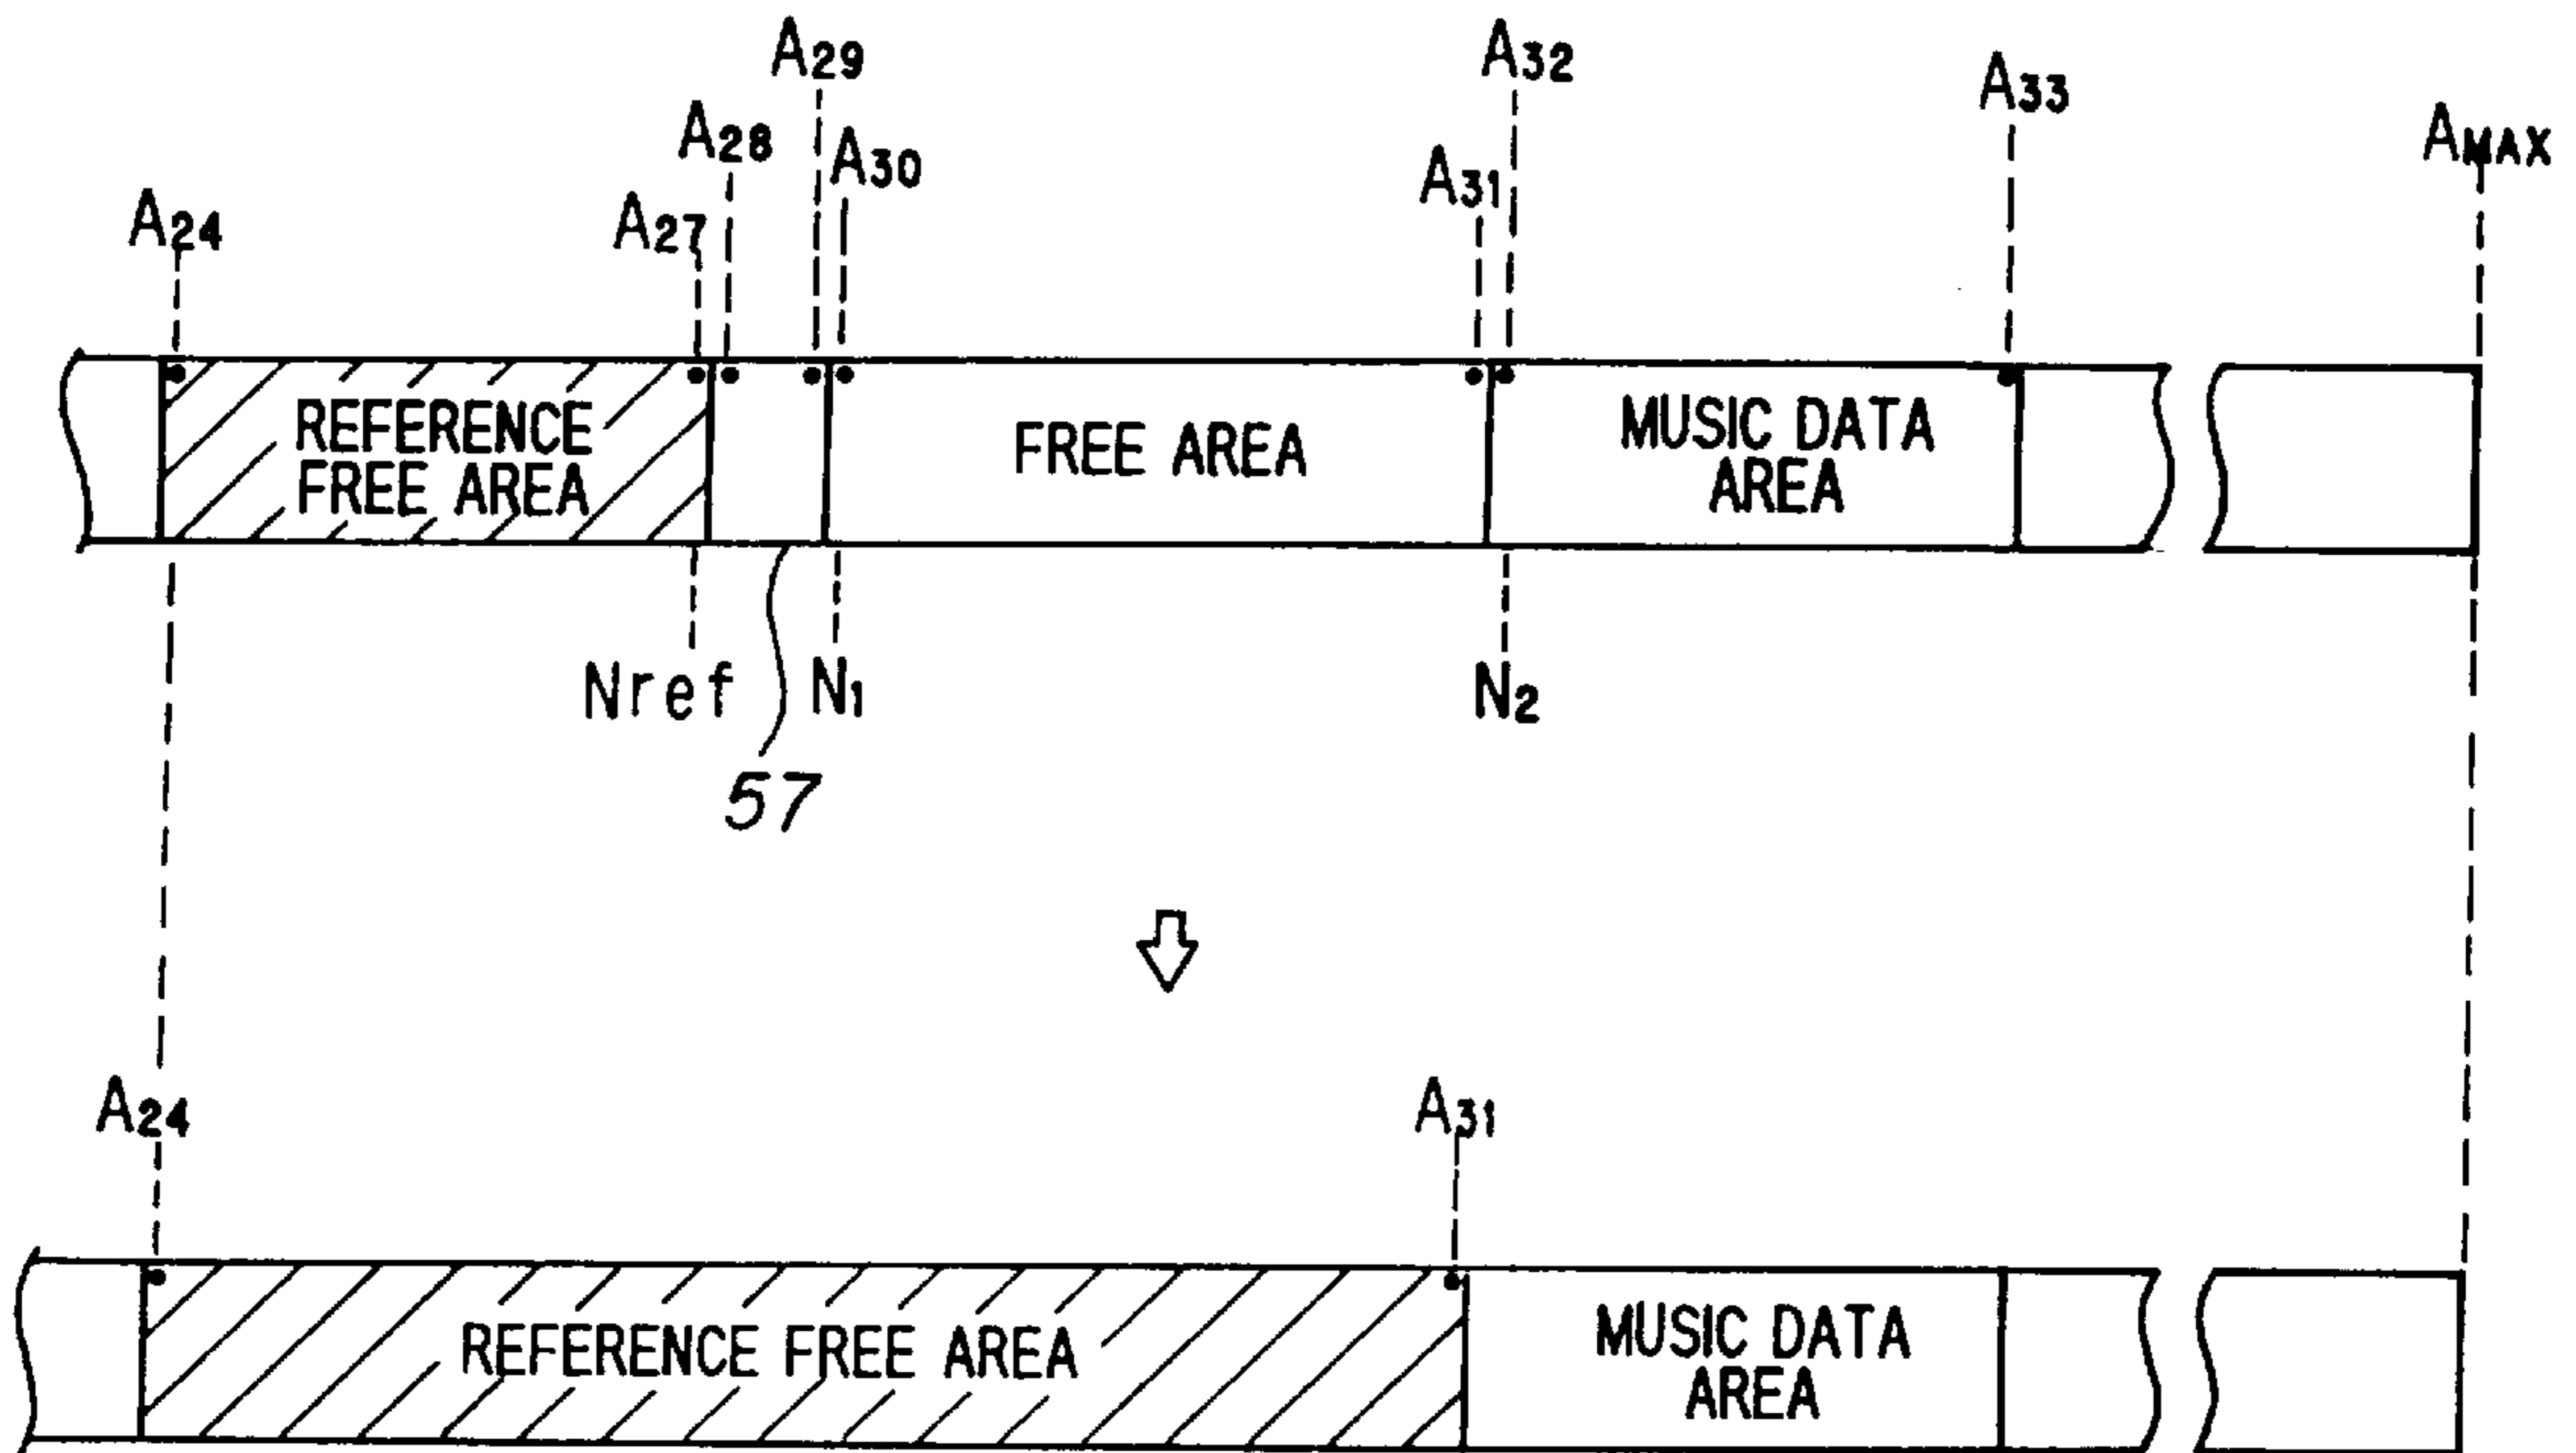 A29
A32
A33
A28
A30
AMAX
A31
A24
A27
REFERENCE
FREE AREA
FREE AREA
MUSIC DATA
AREA
Nref
N1
N2
57
A24
A31
REFERENCE FREE AREA
MUSIC DATA
AREA